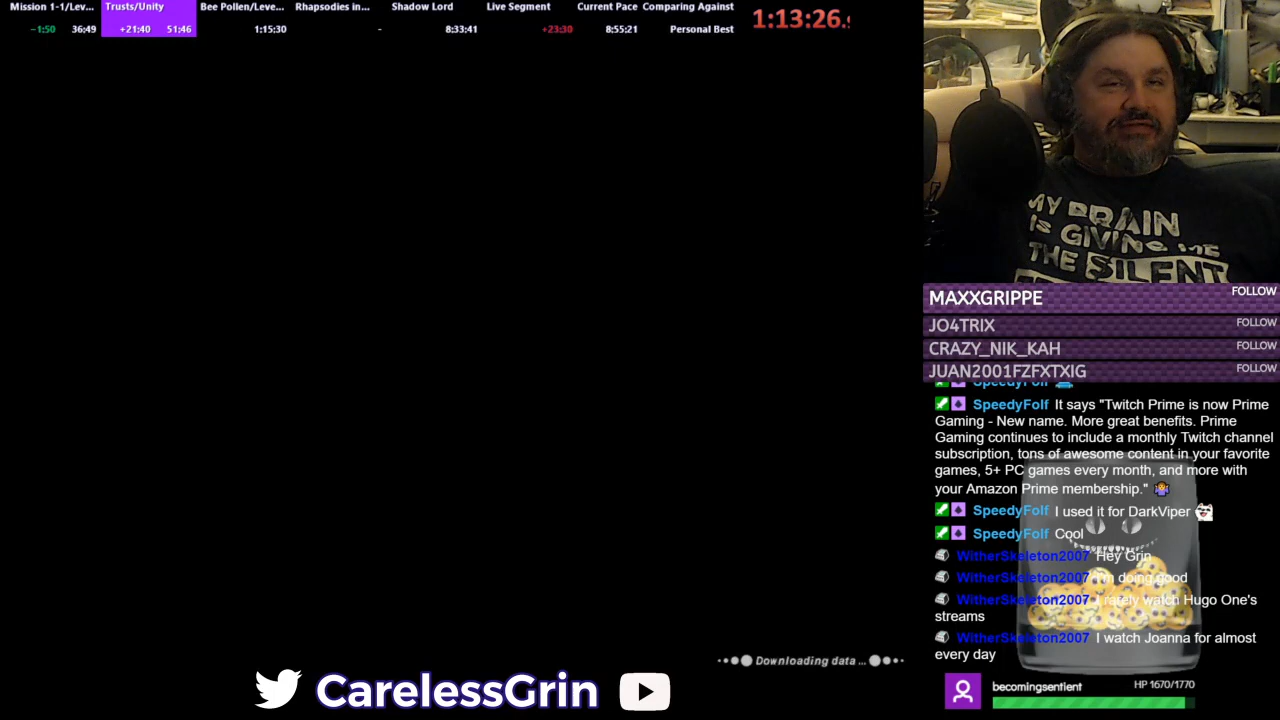 Mission 1-1/Lev... Trusts/Unity Bee Pollen/Leve... Rhapsodies in... Shadow Lord Live Segment Current Pace Comparing Against
−1:50 36:49 +21:40 51:46 1:15:30 - 8:33:41 +23:30 8:55:21 Personal Best
1:13:26.9
MY BRAIN
IS GIVING ME
THE SILENT
MAXXGRIPPE FOLLOW
JO4TRIX FOLLOW
CRAZY_NIK_KAH FOLLOW
JUAN2001FZFXTXIG FOLLOW
SpeedyFolf
SpeedyFolf It says "Twitch Prime is now Prime
Gaming - New name. More great benefits. Prime
Gaming continues to include a monthly Twitch channel
subscription, tons of awesome content in your favorite
games, 5+ PC games every month, and more with
your Amazon Prime membership."
SpeedyFolf I used it for DarkViper
SpeedyFolf Cool
WitherSkeleton2007 Hey Grin
WitherSkeleton2007 I'm doing good
WitherSkeleton2007 I rarely watch Hugo One's
streams
WitherSkeleton2007 I watch Joanna for almost
every day
Downloading data ...
CarelessGrin
becomingsentient HP 1670/1770